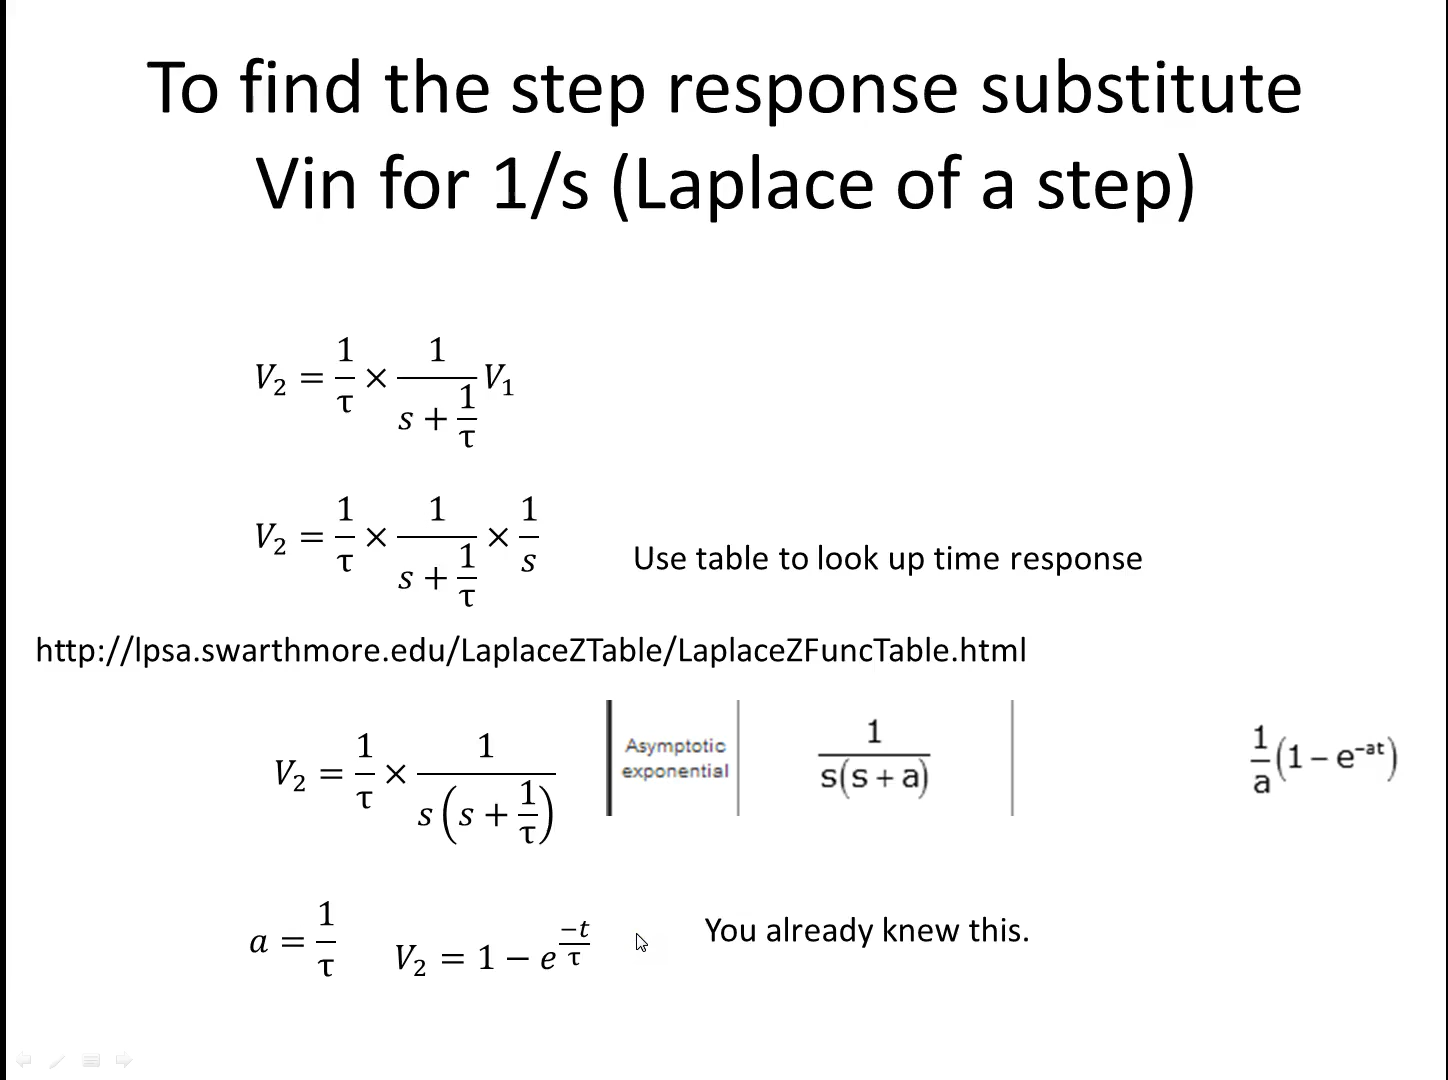 To find the step response substitute
Vin for 1/s (Laplace of a step)
V₂ = 1/τ × 1/(s + 1/τ) V₁
V₂ = 1/τ × 1/(s + 1/τ) × 1/s
Use table to look up time response
http://lpsa.swarthmore.edu/LaplaceZTable/LaplaceZFuncTable.html
V₂ = 1/τ × 1/(s(s + 1/τ))
Asymptotic
exponential
1/(s(s + a))
1/a (1 – e^(–at))
a = 1/τ
V₂ = 1 − e^(−t/τ)
You already knew this.